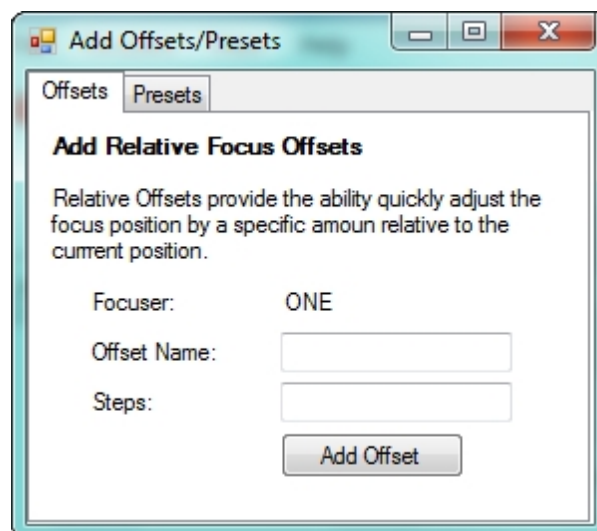 Add Offsets/Presets
Offsets Presets
Add Relative Focus Offsets
Relative Offsets provide the ability quickly adjust the
focus position by a specific amoun relative to the
current position.
Focuser: ONE
Offset Name:
Steps:
Add Offset